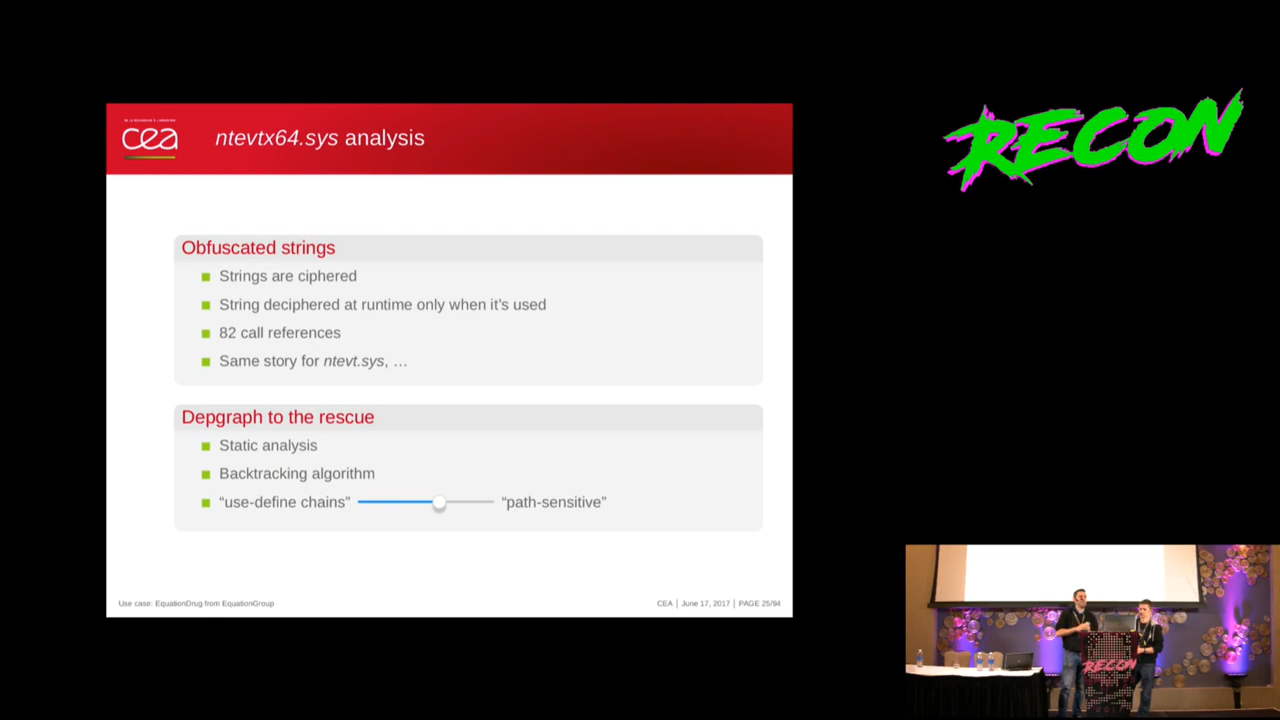 cea
ntevtx64.sys analysis
RECON
Obfuscated strings
Strings are ciphered
String deciphered at runtime only when it’s used
82 call references
Same story for ntevt.sys, …
Depgraph to the rescue
Static analysis
Backtracking algorithm
“use-define chains” “path-sensitive”
Use case: EquationDrug from EquationGroup
CEA | June 17, 2017 | PAGE 25/94
RECON